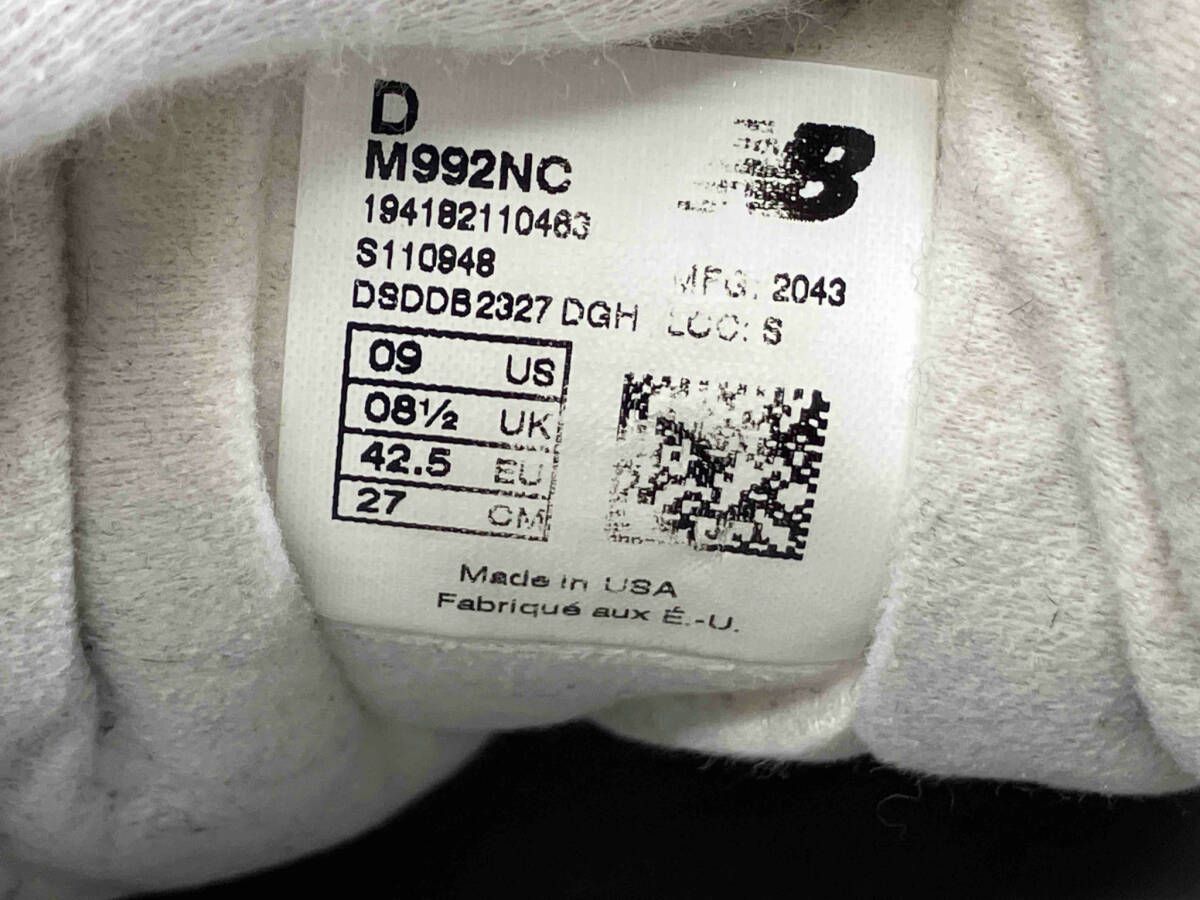 D
M992NC
194182110463
S110948
DSDDB2327 DGH
MFG: 2043
LOC: S
09 US
08½ UK
42.5 EU
27 CM
Made in USA
Fabriqué aux É.-U.